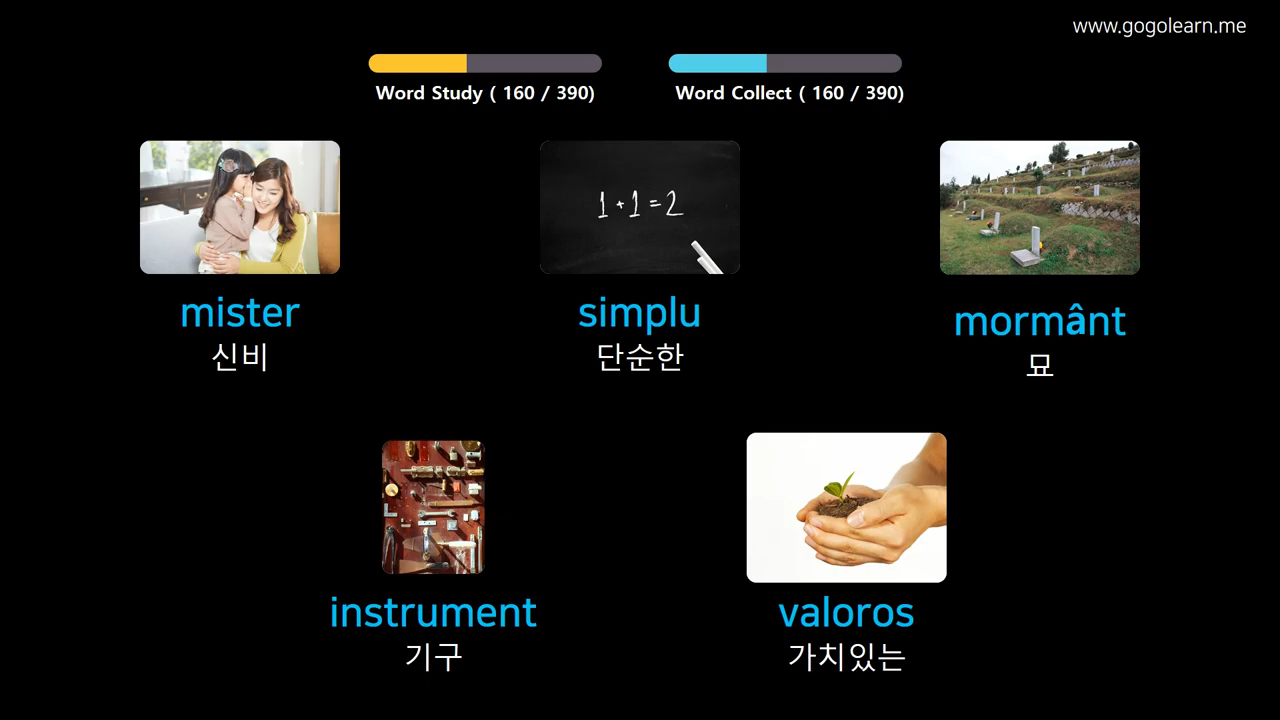 www.gogolearn.me
Word Study ( 160 / 390)
Word Collect ( 160 / 390)
1+1=2
mister
신비
simplu
단순한
mormânt
묘
instrument
기구
valoros
가치있는